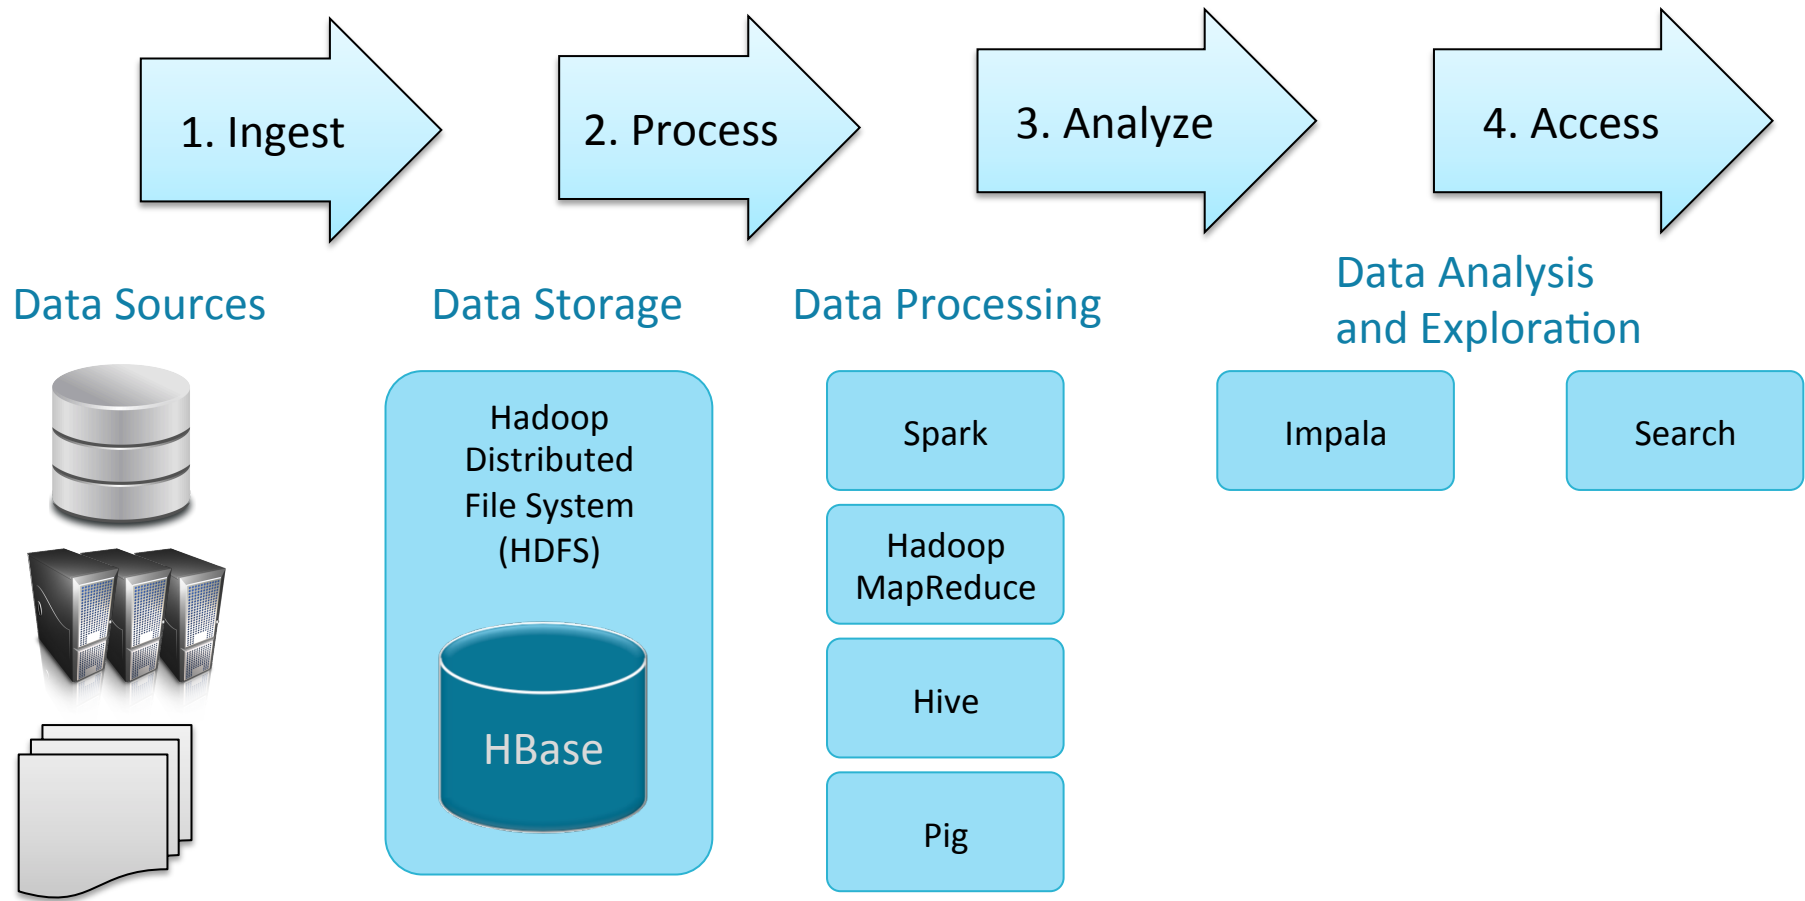 1. Ingest
2. Process
3. Analyze
4. Access
Data Sources
Data Storage
Data Processing
Data Analysis
and Exploration
Hadoop
Distributed
File System
(HDFS)
HBase
Spark
Hadoop
MapReduce
Hive
Pig
Impala
Search